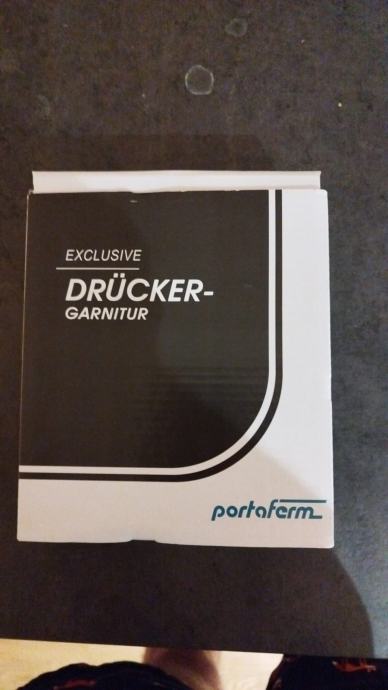 EXCLUSIVE
DRÜCKER-
GARNITUR
portaferm